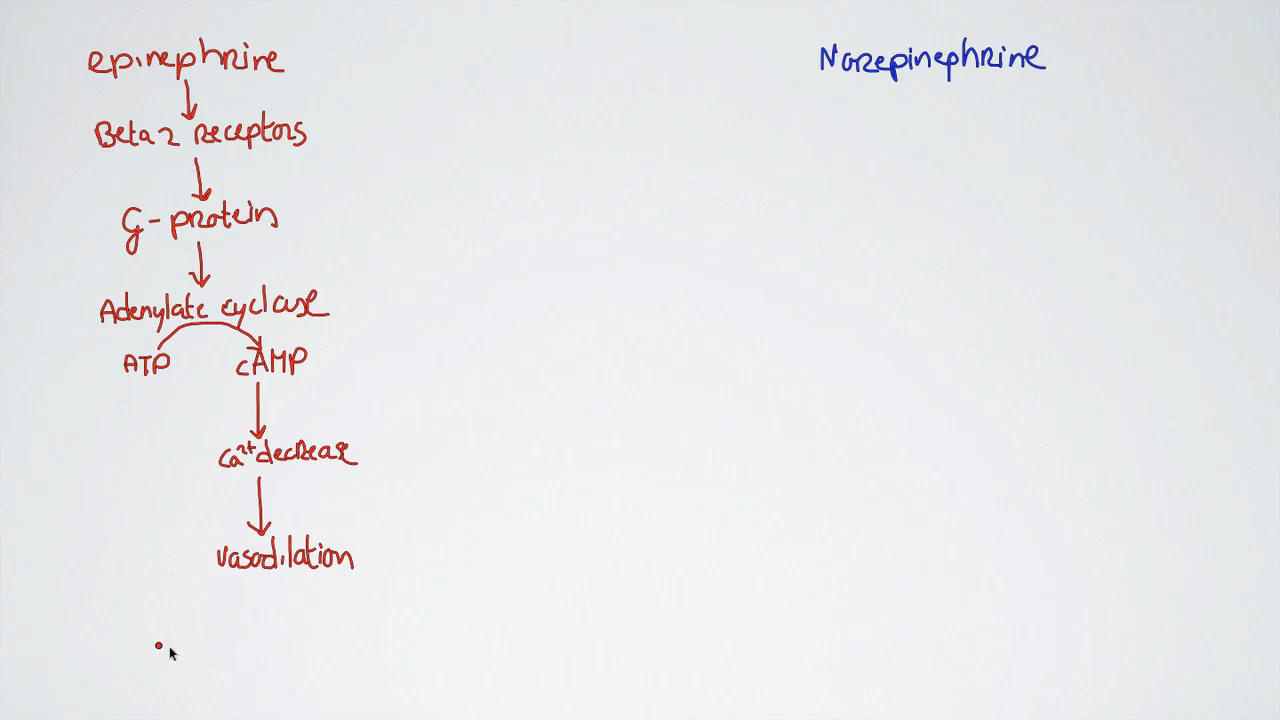 epinephrine
Norepinephrine
Beta 2 receptors
G-protein
Adenylate cyclase
ATP cAMP
Ca²⁺ decrease
vasodilation